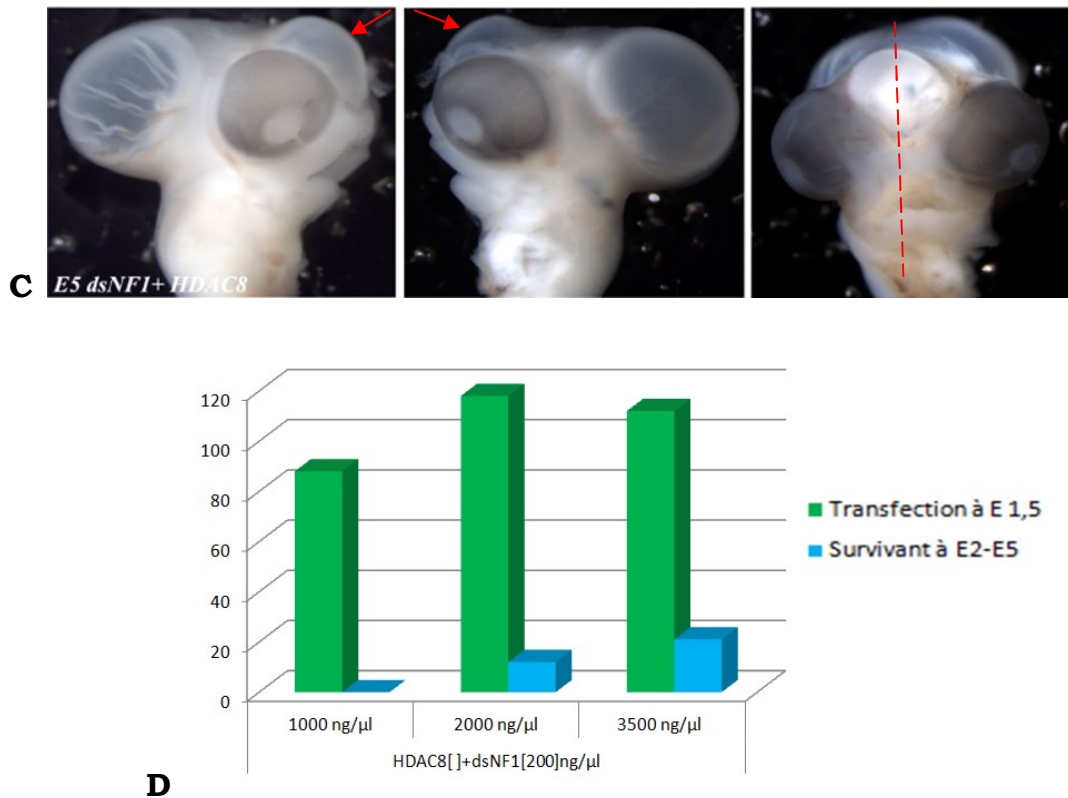 C
E5 dsNF1+ HDAC8
120
100
80
60
40
20
0
1000 ng/µl
2000 ng/µl
3500 ng/µl
HDAC8[ ]+dsNF1[200]ng/µl
Transfection à E 1,5
Survivant à E2-E5
D